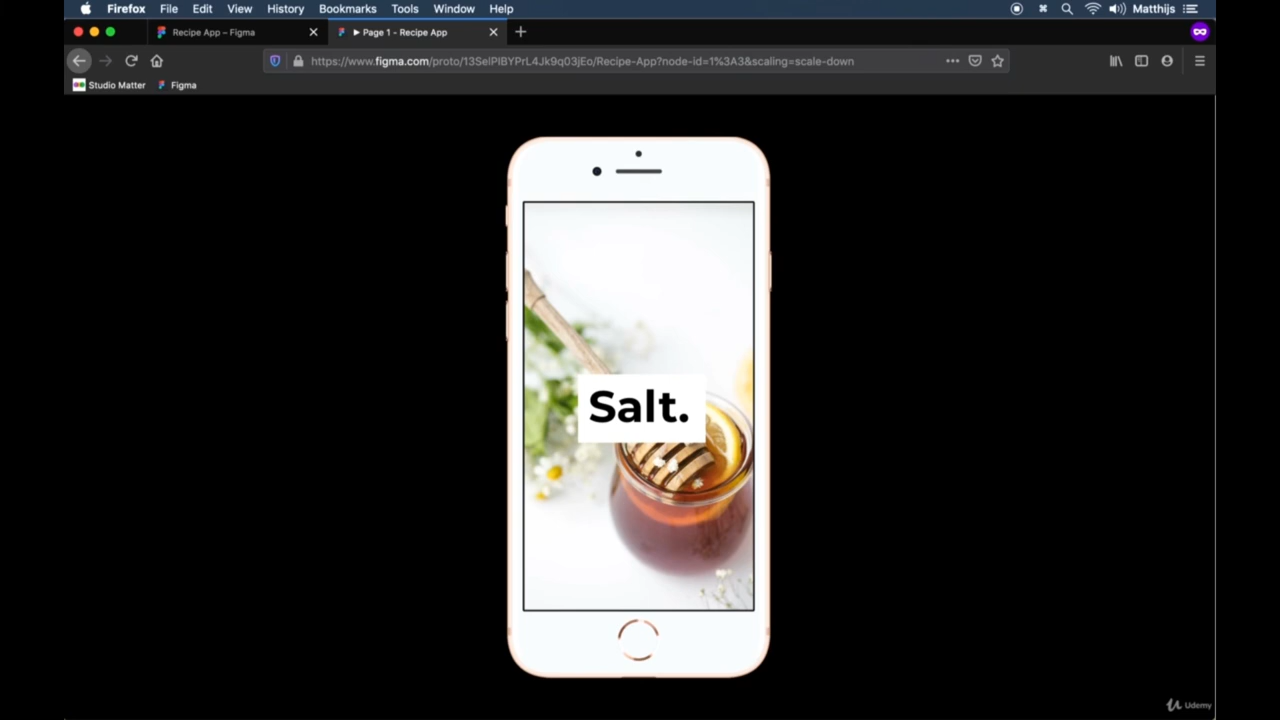 Firefox File Edit View History Bookmarks Tools Window Help Matthijs
Recipe App – Figma Page 1 - Recipe App
https://www.figma.com/proto/13SelPIBYPrL4Jk9q03jEo/Recipe-App?node-id=1%3A3&scaling=scale-down
Studio Matter Figma
Salt.
Udemy